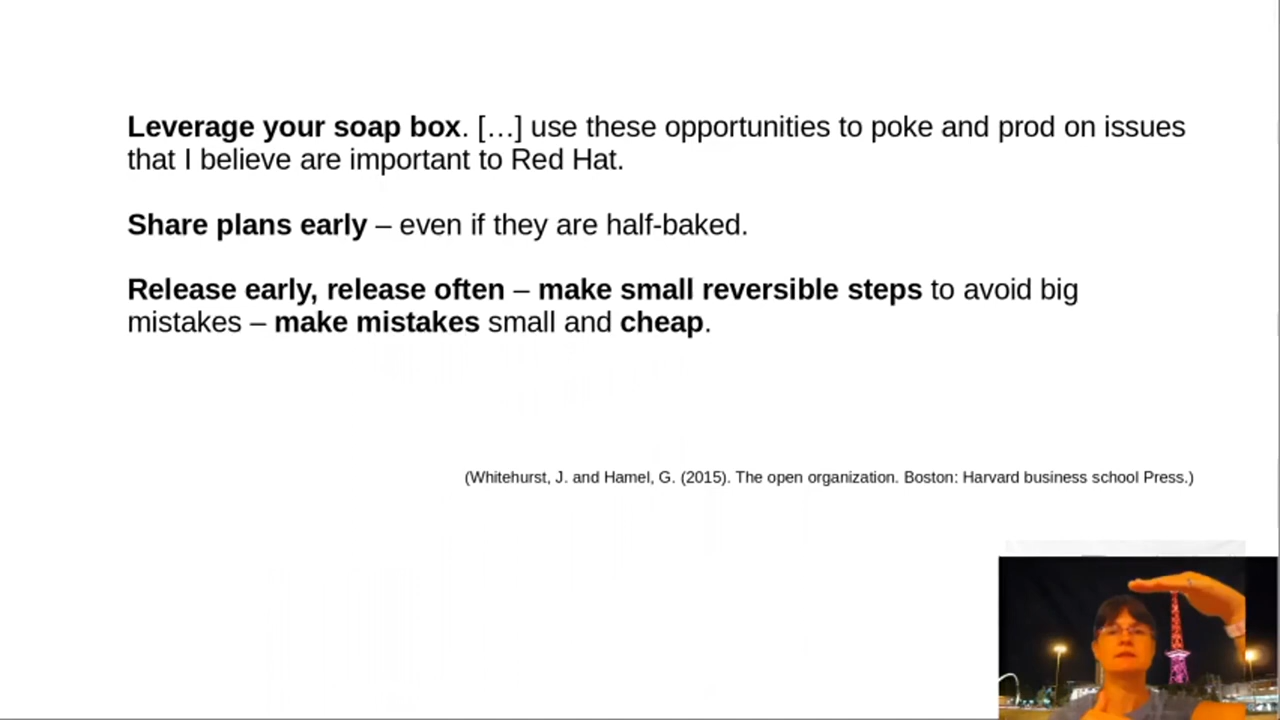 Leverage your soap box. […] use these opportunities to poke and prod on issues
that I believe are important to Red Hat.
Share plans early – even if they are half-baked.
Release early, release often – make small reversible steps to avoid big
mistakes – make mistakes small and cheap.
(Whitehurst, J. and Hamel, G. (2015). The open organization. Boston: Harvard business school Press.)